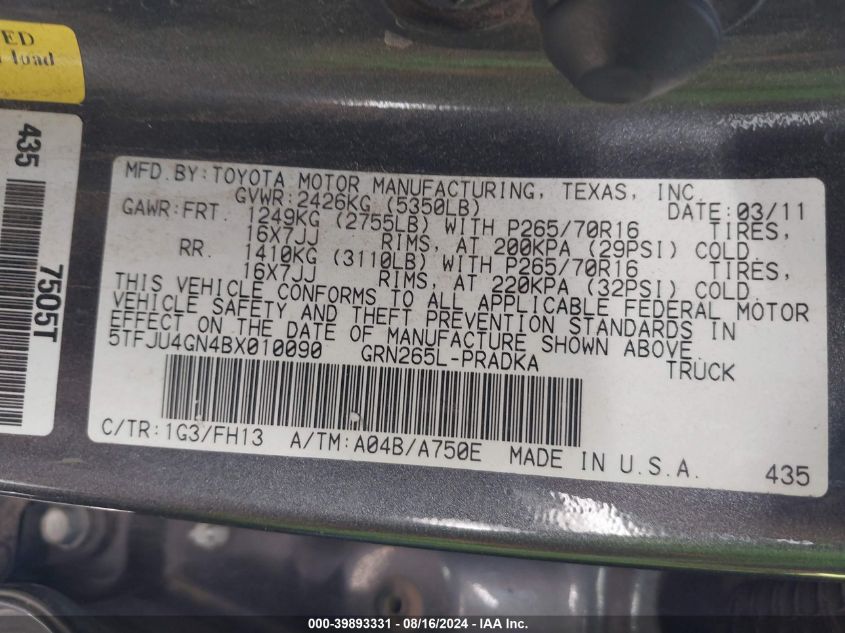 ED
load
435
7505T
MFD.BY:TOYOTA MOTOR MANUFACTURING, TEXAS, INC
GVWR:2426KG (5350LB) DATE:03/11
GAWR:FRT. 1249KG (2755LB) WITH P265/70R16 TIRES,
16X7JJ RIMS, AT 200KPA (29PSI) COLD
RR. 1410KG (3110LB) WITH P265/70R16 TIRES,
16X7JJ RIMS, AT 220KPA (32PSI) COLD
THIS VEHICLE CONFORMS TO ALL APPLICABLE FEDERAL MOTOR
VEHICLE SAFETY AND THEFT PREVENTION STANDARDS IN
EFFECT ON THE DATE OF MANUFACTURE SHOWN ABOVE.
5TFJU4GN4BX010090 GRN265L-PRADKA TRUCK
C/TR:1G3/FH13 A/TM:A04B/A750E MADE IN U.S.A. 435
000-39893331 - 08/16/2024 - IAAI Inc.